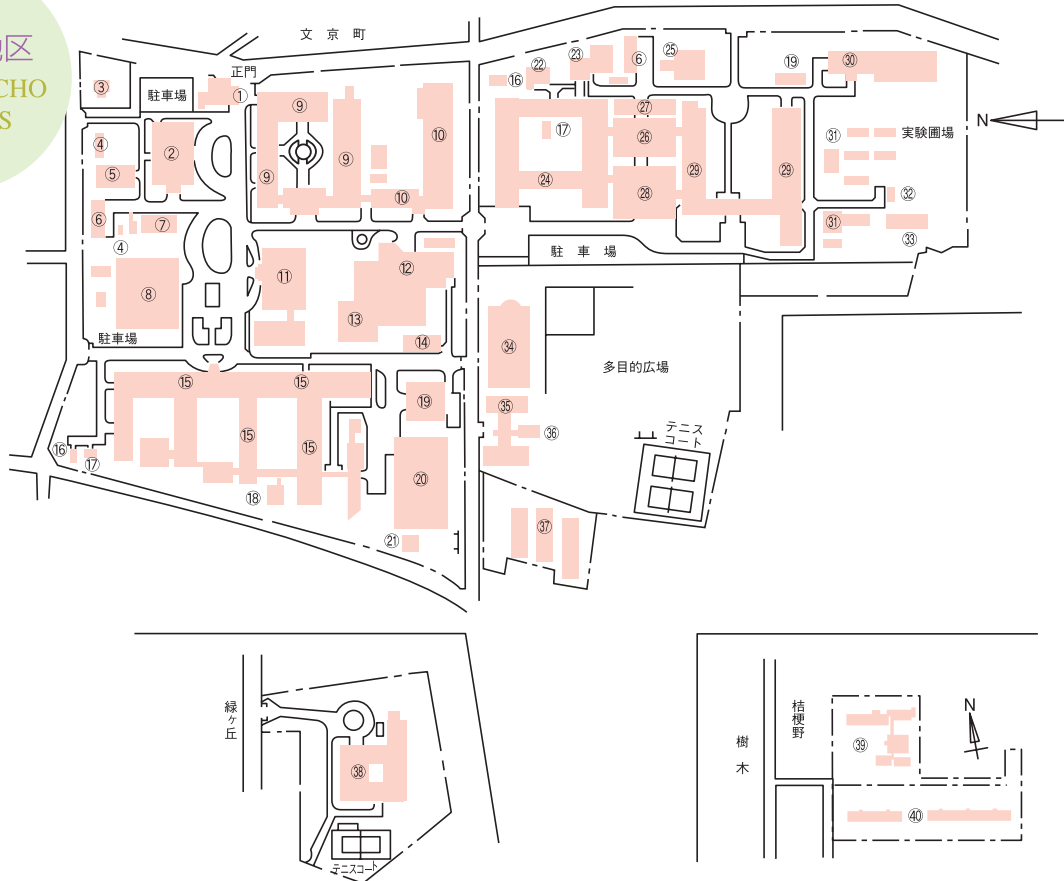 地区
CHO
S
文京町
正門
駐車場
①
②
③
④
⑤
⑥
⑦
④
⑧
駐車場
⑨
⑨
⑨
⑩
⑩
⑪
⑫
⑬
⑭
⑮
⑮
⑮
⑮
⑯
⑰
⑱
⑲
⑳
㉑
⑯
㉒
㉓
⑥
㉕
⑰
㉔
㉗
㉖
㉘
㉙
㉙
⑲
㉚
㉛
実験圃場
㉜
㉛
㉝
N
駐車場
㉞
㉟
㊱
㊲
多目的広場
テニス
コート
緑ヶ丘
㊳
テニスコート
樹木
桔梗野
N
㊴
㊵